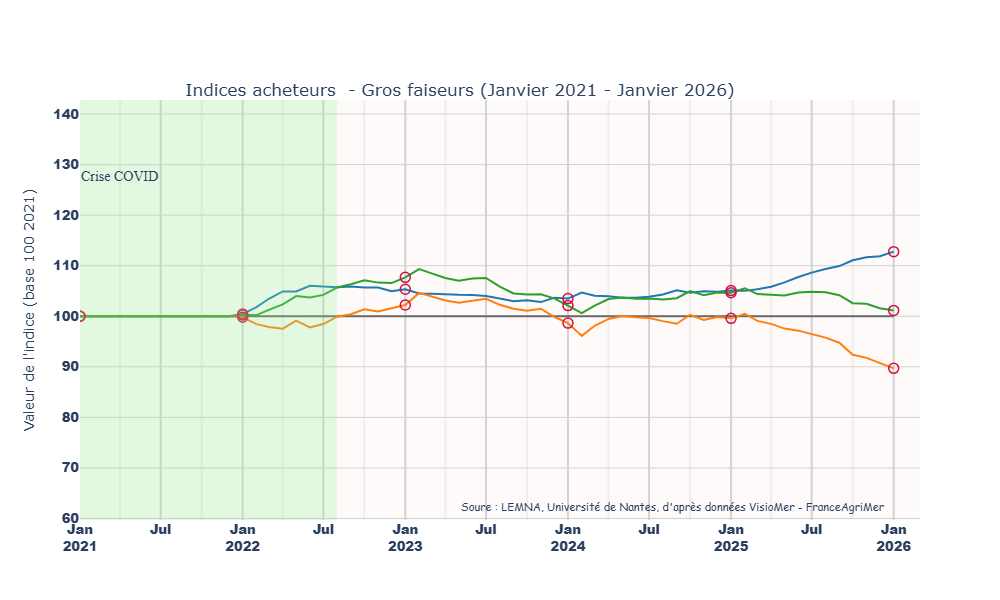 Indices acheteurs - Gros faiseurs (Janvier 2021 - Janvier 2026)
Valeur de l'indice (base 100 2021)
140
130
Crise COVID
120
110
100
90
80
70
60
Soure : LEMNA, Université de Nantes, d'après données VisioMer - FranceAgriMer
Jan Jul Jan Jul Jan Jul Jan Jul Jan Jul Jan
2021 2022 2023 2024 2025 2026